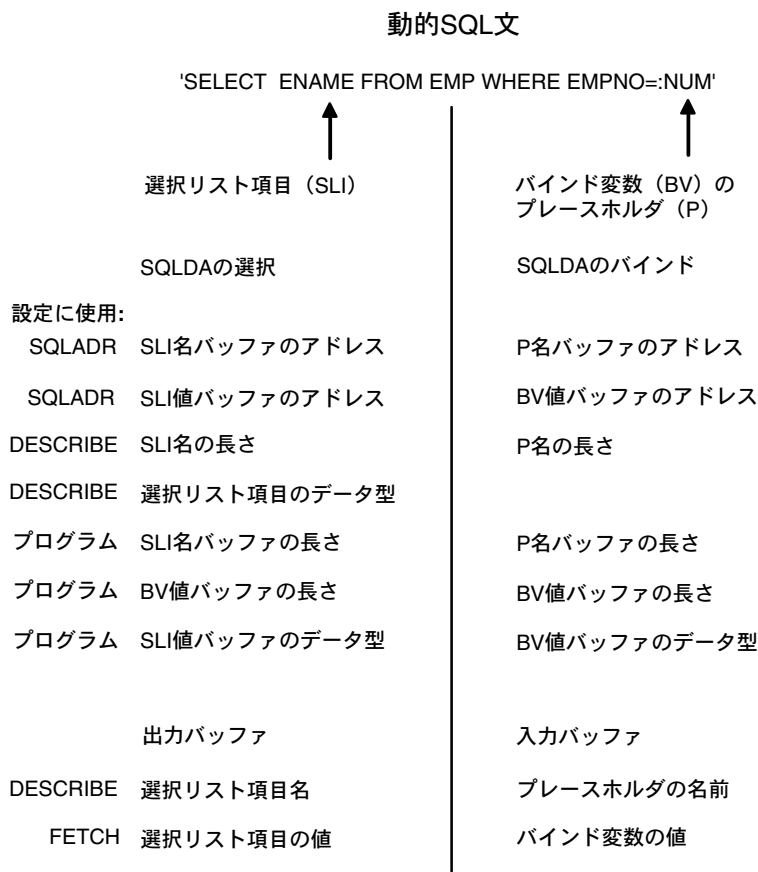 動的SQL文
'SELECT ENAME FROM EMP WHERE EMPNO=:NUM'
選択リスト項目（SLI） バインド変数（BV）の
プレースホルダ（P）
SQLDAの選択 SQLDAのバインド
設定に使用:
SQLADR SLI名バッファのアドレス P名バッファのアドレス
SQLADR SLI値バッファのアドレス BV値バッファのアドレス
DESCRIBE SLI名の長さ P名の長さ
DESCRIBE 選択リスト項目のデータ型
プログラム SLI名バッファの長さ P名バッファの長さ
プログラム BV値バッファの長さ BV値バッファの長さ
プログラム SLI値バッファのデータ型 BV値バッファのデータ型
出力バッファ 入力バッファ
DESCRIBE 選択リスト項目名 プレースホルダの名前
FETCH 選択リスト項目の値 バインド変数の値